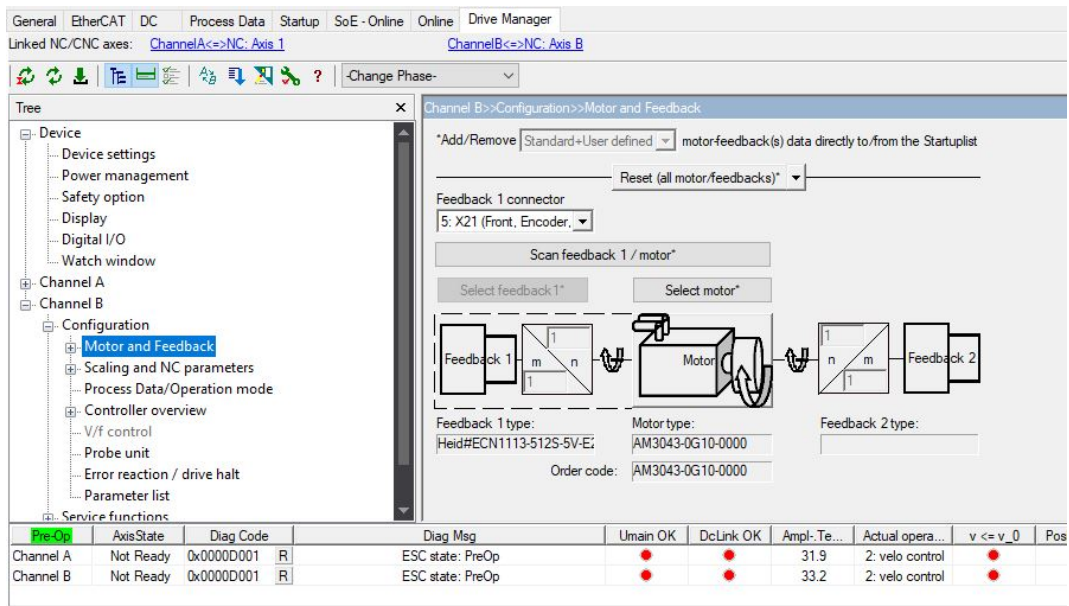 General EtherCAT DC Process Data Startup SoE - Online Online Drive Manager
Linked NC/CNC axes: ChannelA<=>NC: Axis 1 ChannelB<=>NC: Axis B
? -Change Phase-
Tree × Channel B>>Configuration>>Motor and Feedback
Device
Device settings
Power management
Safety option
Display
Digital I/O
Watch window
Channel A
Channel B
Configuration
Motor and Feedback
Scaling and NC parameters
Process Data/Operation mode
Controller overview
V/f control
Probe unit
Error reaction / drive halt
Parameter list
Service functions
*Add/Remove Standard+User defined motor-feedback(s) data directly to/from the Startuplist
Reset (all motor/feedbacks)*
Feedback 1 connector
5: X21 (Front, Encoder,
Scan feedback 1 / motor*
Select feedback1* Select motor*
Feedback 1 1 m n 1 Motor 1 n m 1 Feedback 2
Feedback 1 type: Motor type: Feedback 2 type:
Heid#ECN1113-512S-5V-E2 AM3043-0G10-0000
Order code: AM3043-0G10-0000
Pre-Op AxisState Diag Code Diag Msg Umain OK DcLink OK Ampl-.Te... Actual opera... v <= v_0 Pos
Channel A Not Ready 0x0000D001 R ESC state: PreOp 31.9 2: velo control
Channel B Not Ready 0x0000D001 R ESC state: PreOp 33.2 2: velo control